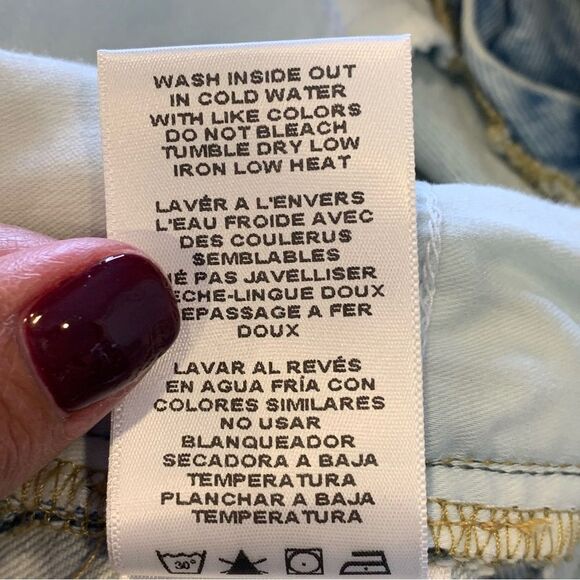 WASH INSIDE OUT
IN COLD WATER
WITH LIKE COLORS
DO NOT BLEACH
TUMBLE DRY LOW
IRON LOW HEAT
LAVÉR A L'ENVERS
L'EAU FROIDE AVEC
DES COULERUS
SEMBLABLES
PAS JAVELLISER
DOUX
A FER
DOUX
LAVAR AL REVÉS
EN AGUA FRÍA CON
COLORES SIMILARES
NO USAR
BLANQUEADOR
SECADORA A BAJA
TEMPERATURA
PLANCHAR A BAJA
TEMPERATURA
30°